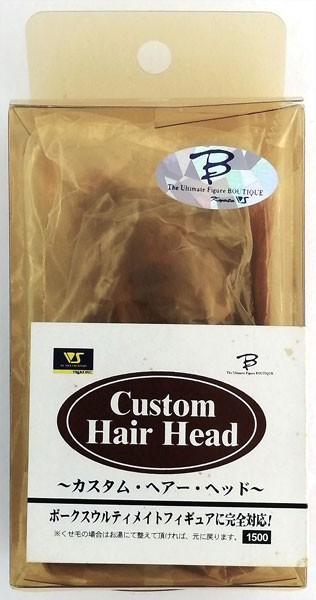 B
The Ultimate Figure BOUTIQUE
VS
VS
B
The Ultimate Figure BOUTIQUE
Custom
Hair Head
～カスタム・ヘアー・ヘッド～
ボークスウルティメイトフィギュアに完全対応!
※くせ毛の場合はお湯にて整えて頂ければ、元に戻ります。 1500